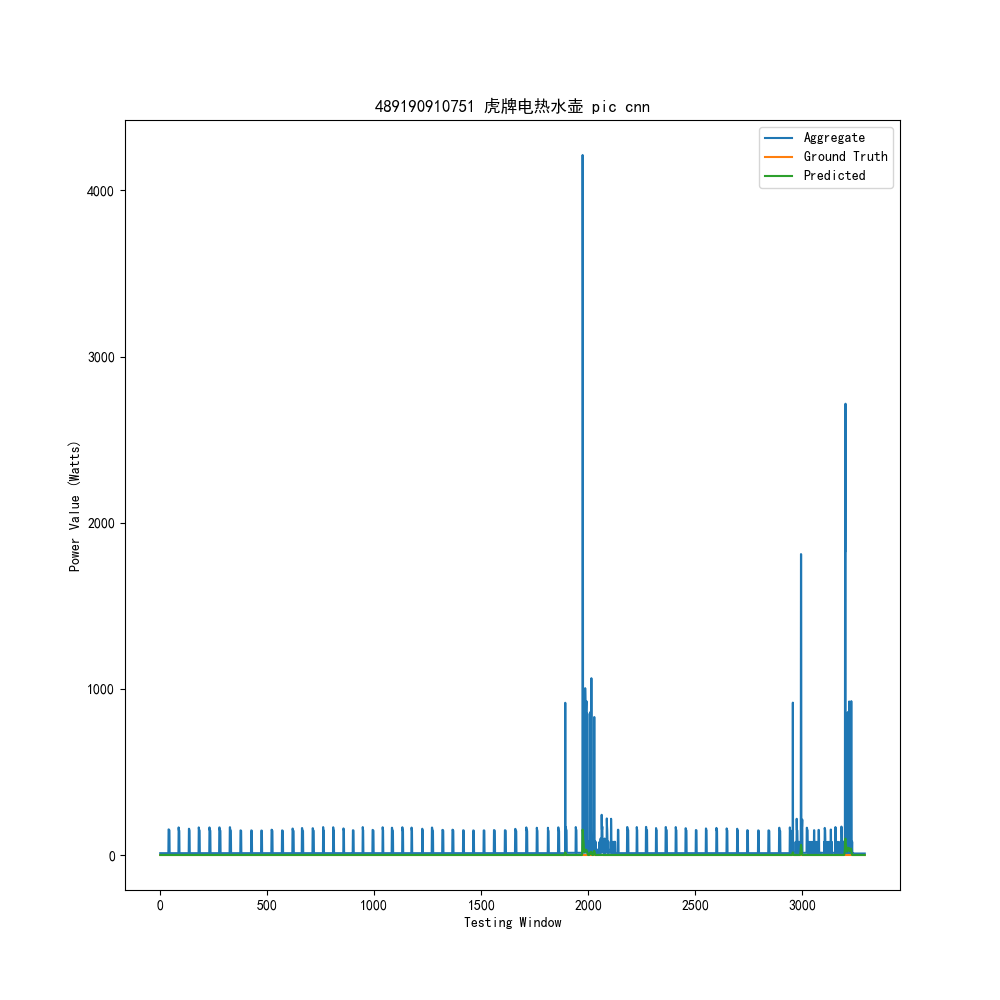 489190910751 虎牌电热水壶 pic cnn
Aggregate
Ground Truth
Predicted
Power Value (Watts)
4000
3000
2000
1000
0
0 500 1000 1500 2000 2500 3000
Testing Window